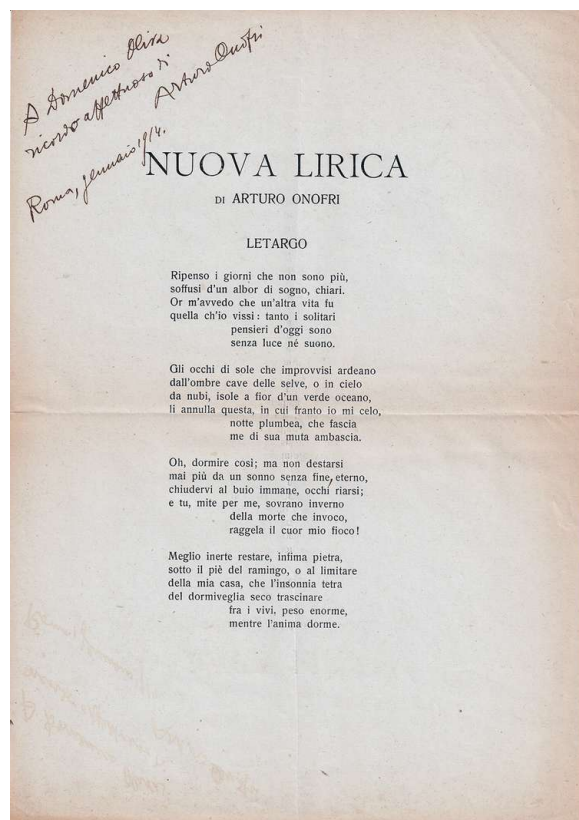 A Domenico Oliva
ricordo affettuoso di
Arturo Onofri
Roma, gennaio 1914.
NUOVA LIRICA
DI ARTURO ONOFRI
LETARGO
Ripenso i giorni che non sono più,
soffusi d'un albor di sogno, chiari.
Or m'avvedo che un'altra vita fu
quella ch'io vissi: tanto i solitari
pensieri d'oggi sono
senza luce né suono.
Gli occhi di sole che improvvisi ardeano
dall'ombre cave delle selve, o in cielo
da nubi, isole a fior d'un verde oceano,
li annulla questa, in cui franto io mi celo,
notte plumbea, che fascia
me di sua muta ambascia.
Oh, dormire così; ma non destarsi
mai più da un sonno senza fine, eterno,
chiudervi al buio immane, occhi riarsi;
e tu, mite per me, sovrano inverno
della morte che invoco,
raggela il cuor mio fioco!
Meglio inerte restare, infima pietra,
sotto il piè del ramingo, o al limitare
della mia casa, che l'insonnia tetra
del dormiveglia seco trascinare
fra i vivi, peso enorme,
mentre l'anima dorme.